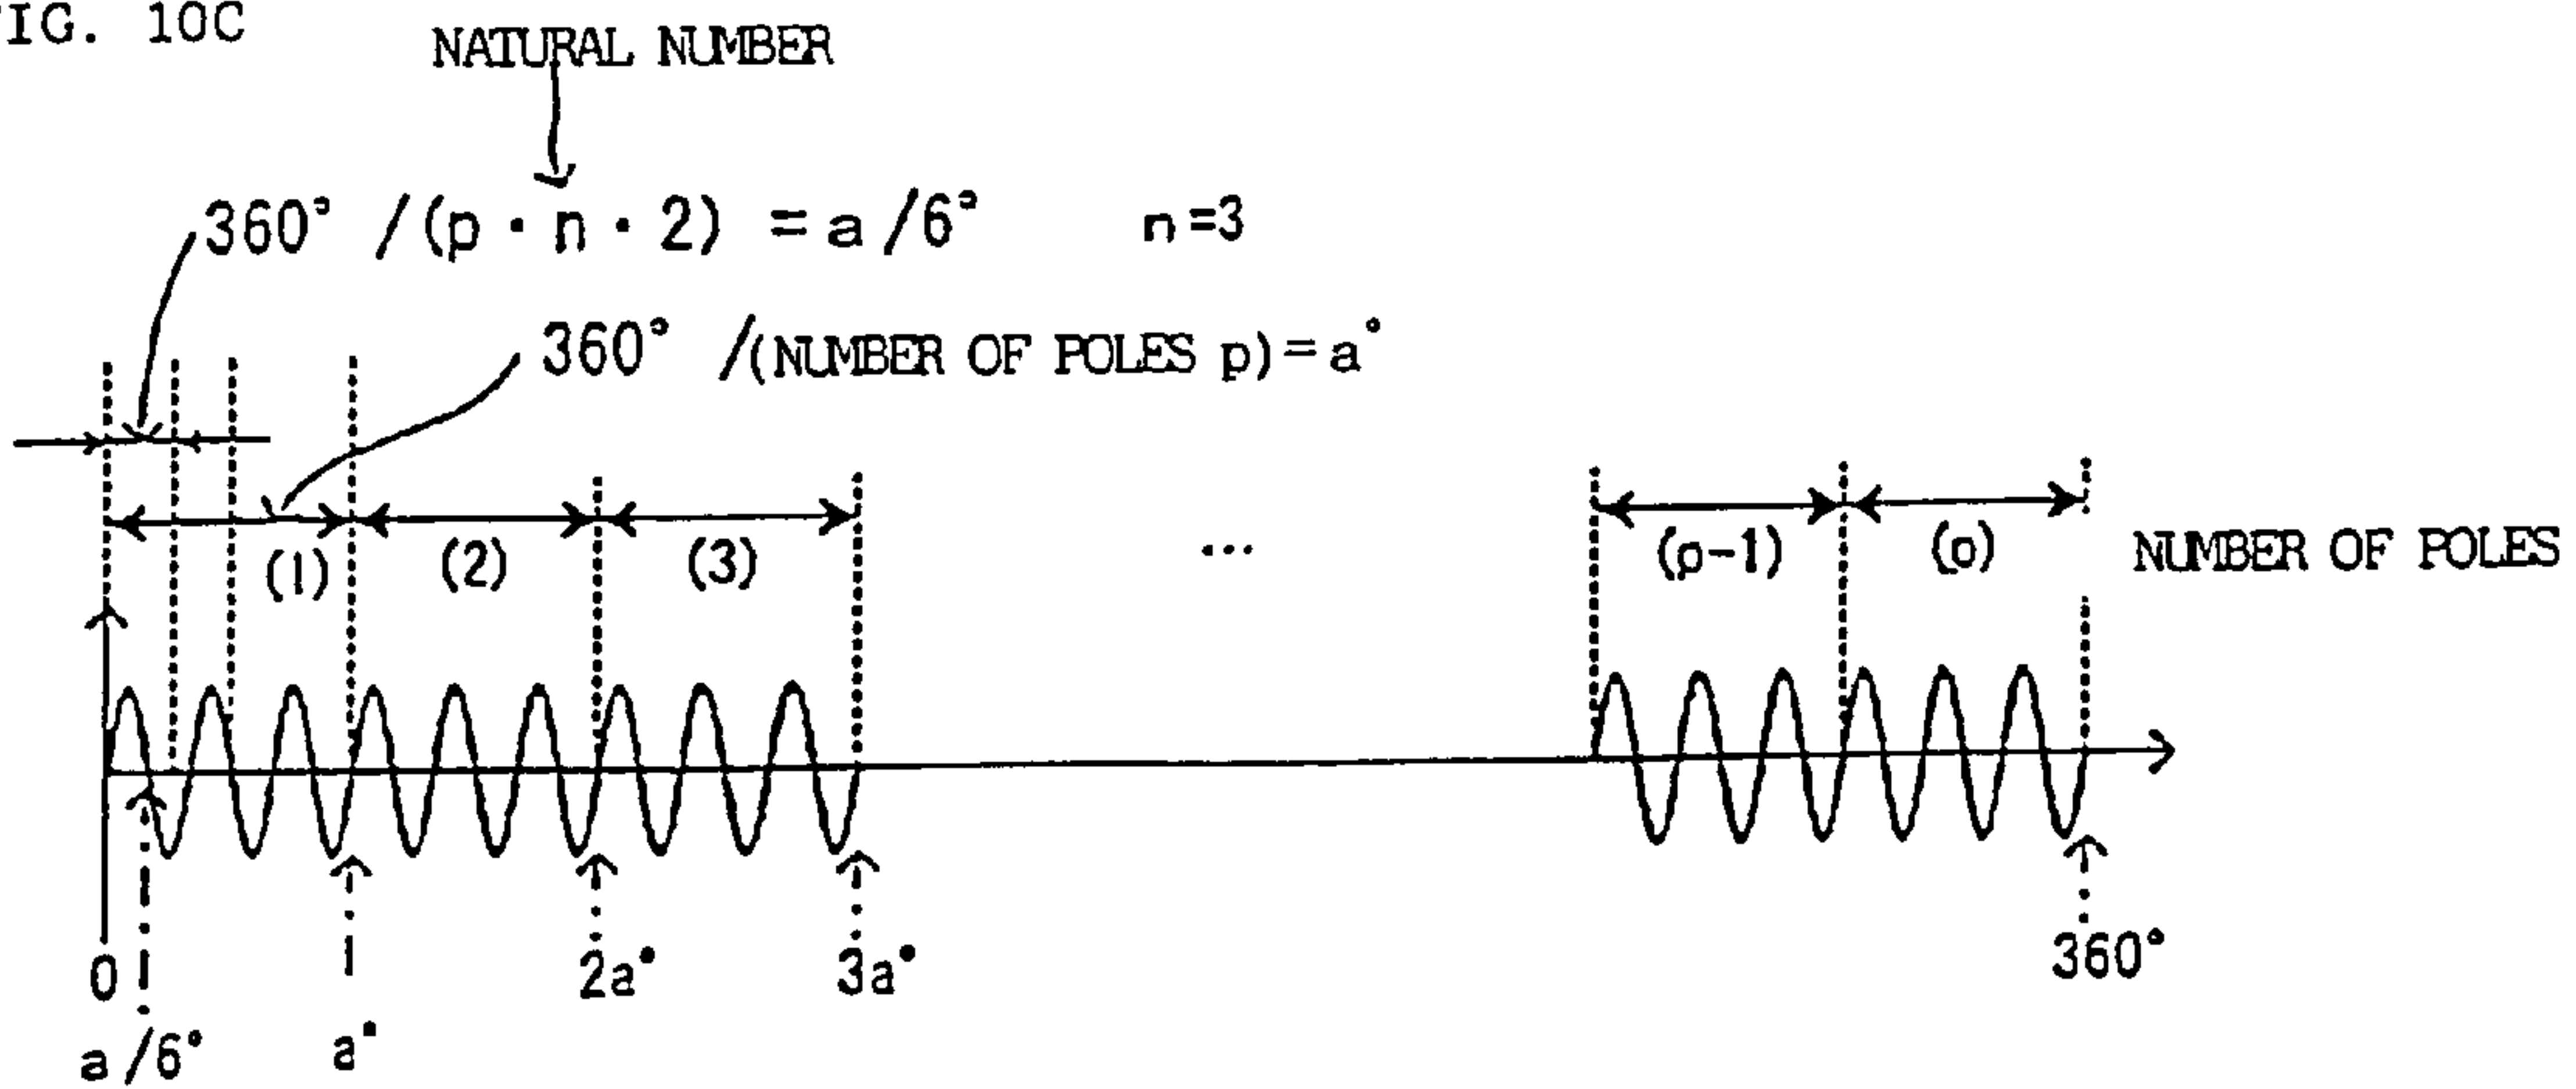 IG. 10C
NATURAL NUMBER
360° /(p · n · 2) = a /6° n=3
360° /(NUMBER OF POLES p)=a°
(1) (2) (3) ... (p-1) (p) NUMBER OF POLES
0 2a° 3a° 360°
a /6° a°